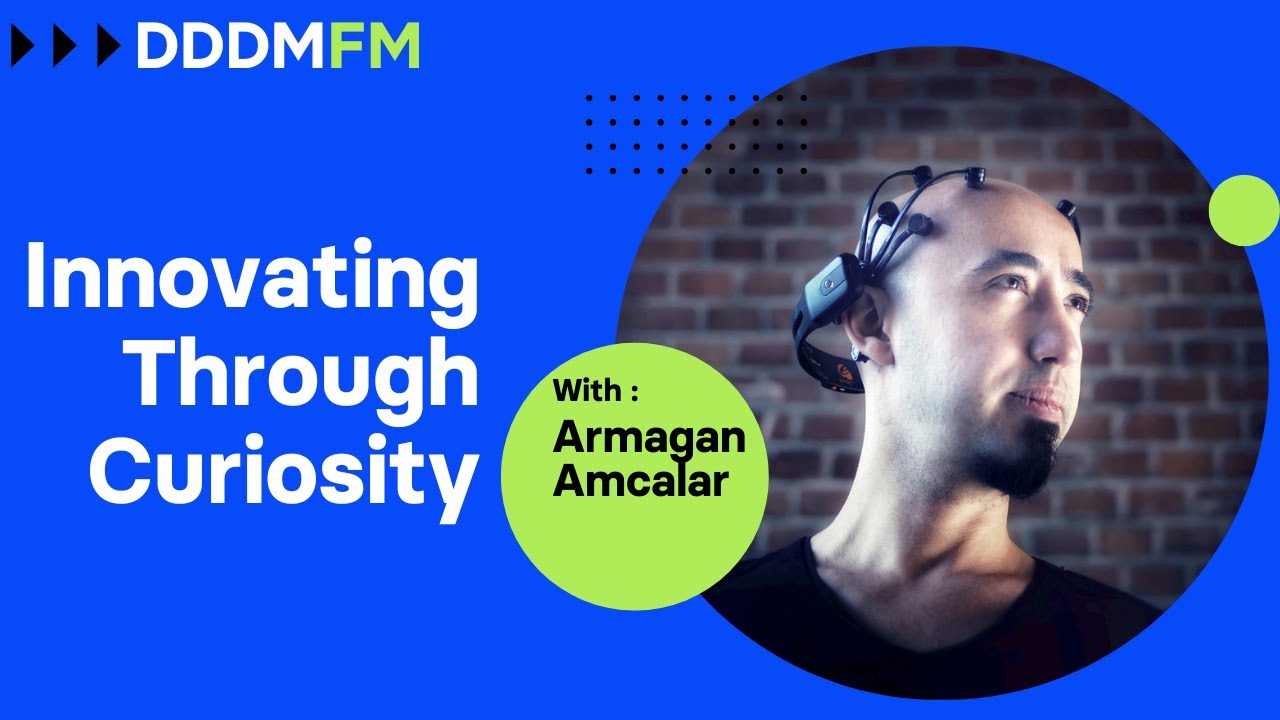 DDDMFM
Innovating
Through
Curiosity
With :
Armagan
Amcalar